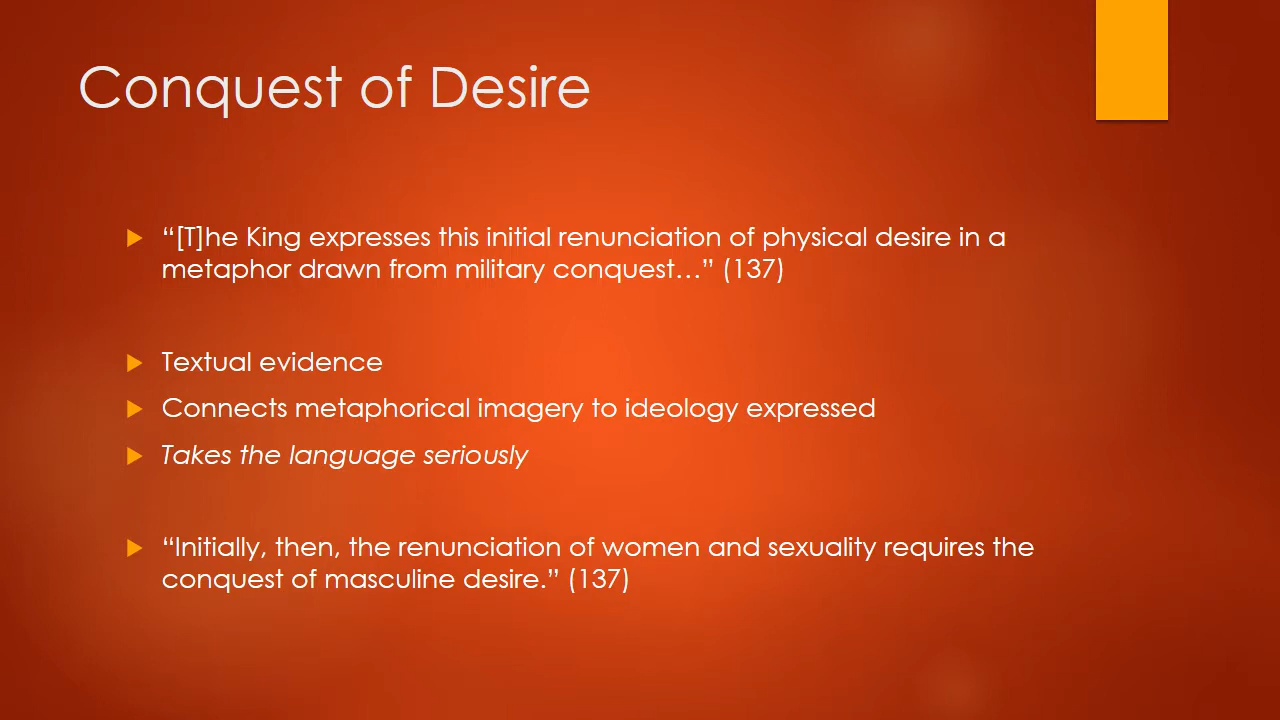 Conquest of Desire
“[T]he King expresses this initial renunciation of physical desire in a
metaphor drawn from military conquest…” (137)
Textual evidence
Connects metaphorical imagery to ideology expressed
Takes the language seriously
“Initially, then, the renunciation of women and sexuality requires the
conquest of masculine desire.” (137)